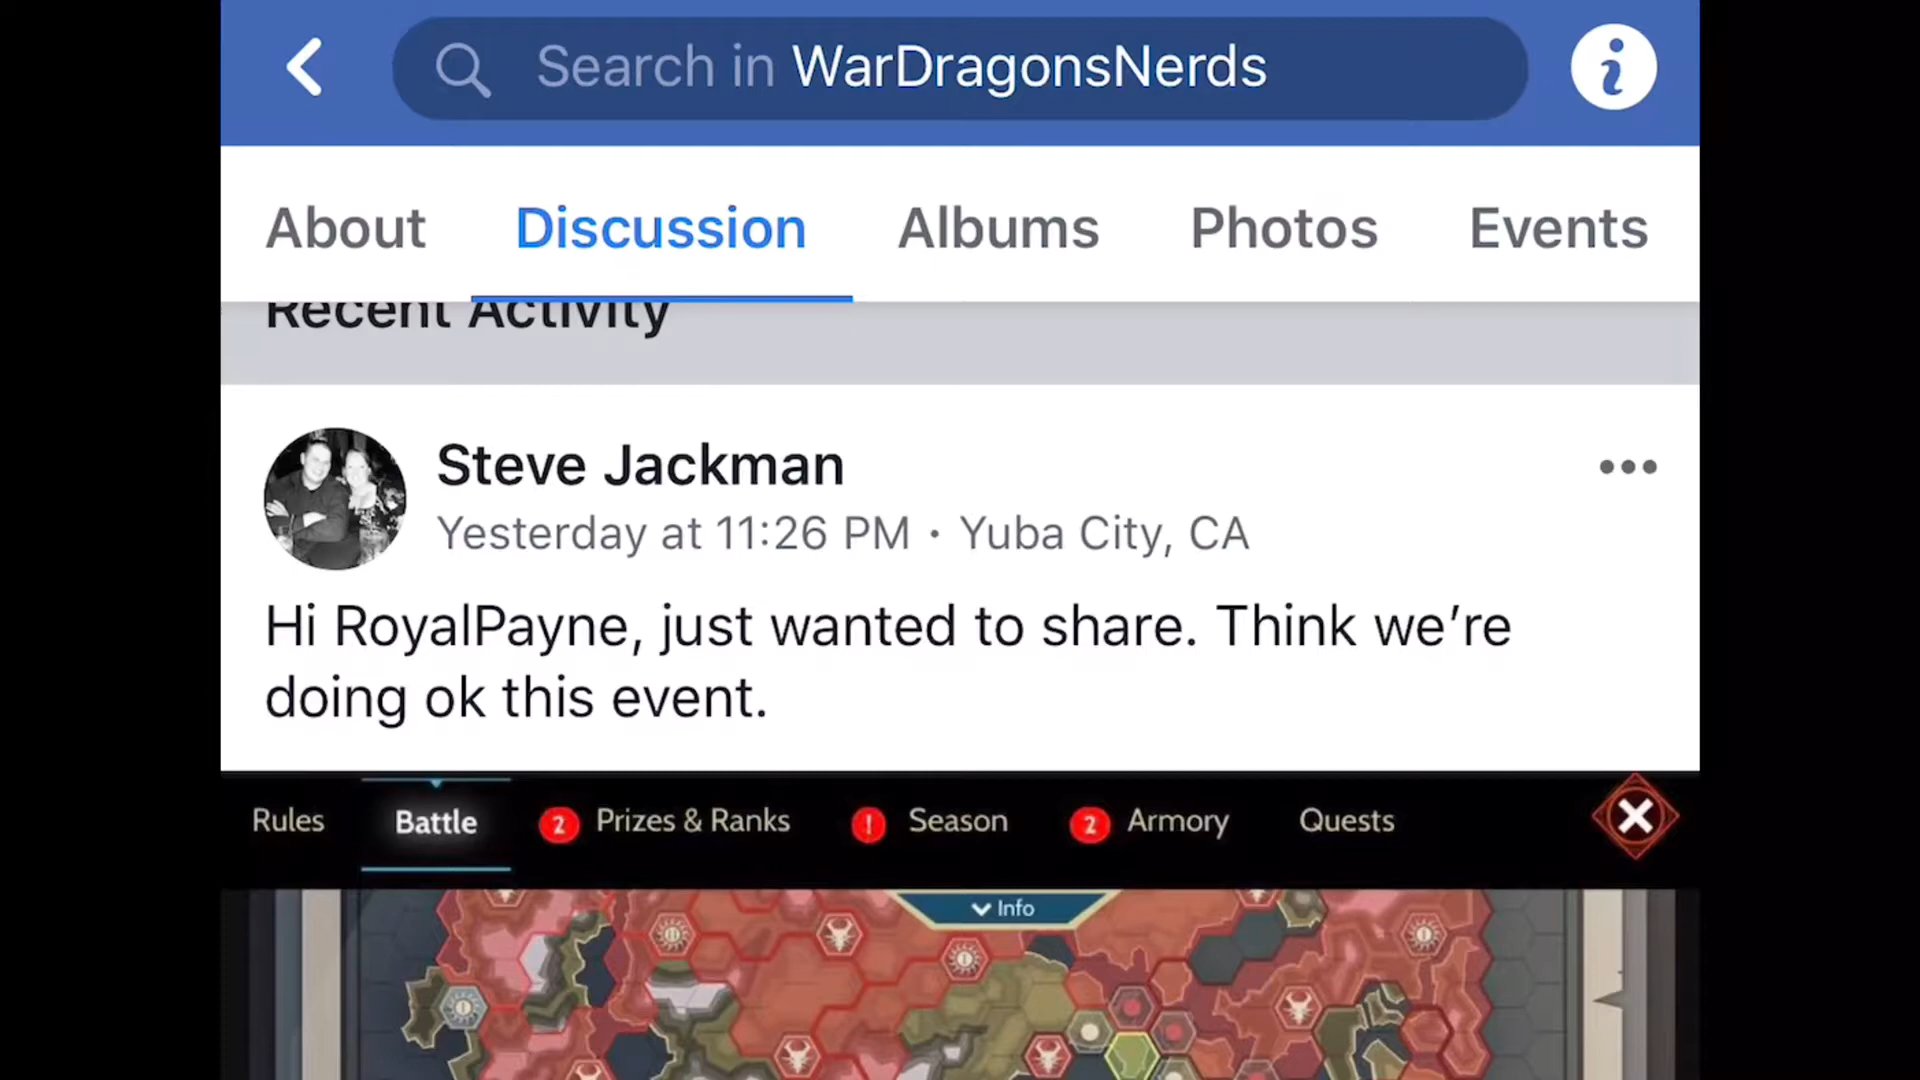 Search in WarDragonsNerds
About Discussion Albums Photos Events
Recent Activity
Steve Jackman
Yesterday at 11:26 PM · Yuba City, CA
Hi RoyalPayne, just wanted to share. Think we’re
doing ok this event.
Rules Battle 2 Prizes & Ranks ! Season 2 Armory Quests
Info